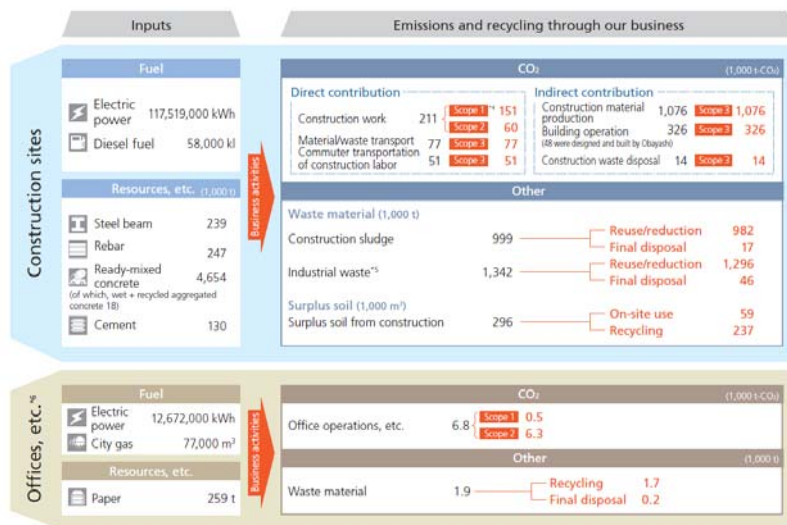 Inputs
Emissions and recycling through our business
Construction sites
Fuel
Electric
power
117,519,000 kWh
Diesel fuel 58,000 kl
Resources, etc. (1,000 t)
Steel beam 239
Rebar 247
Ready-mixed
concrete
4,654
(of which, wet + recycled aggregated
concrete 18)
Cement 130
Business activities
CO₂ (1,000 t-CO₂)
Direct contribution
Construction work 211
Scope 1 *4 151
Scope 2 60
Material/waste transport 77 Scope 3 77
Commuter transportation
of construction labor 51 Scope 3 51
Indirect contribution
Construction material
production
1,076 Scope 3 1,076
Building operation 326 Scope 3 326
(48 were designed and built by Obayashi)
Construction waste disposal 14 Scope 3 14
Other
Waste material (1,000 t)
Construction sludge 999
Reuse/reduction 982
Final disposal 17
Industrial waste*5 1,342
Reuse/reduction 1,296
Final disposal 46
Surplus soil (1,000 m³)
Surplus soil from construction 296
On-site use 59
Recycling 237
Offices, etc.*6
Fuel
Electric
power
12,672,000 kWh
City gas 77,000 m³
Resources, etc.
Paper 259 t
Business activities
CO₂ (1,000 t-CO₂)
Office operations, etc. 6.8
Scope 1 0.5
Scope 2 6.3
Other (1,000 t)
Waste material 1.9
Recycling 1.7
Final disposal 0.2